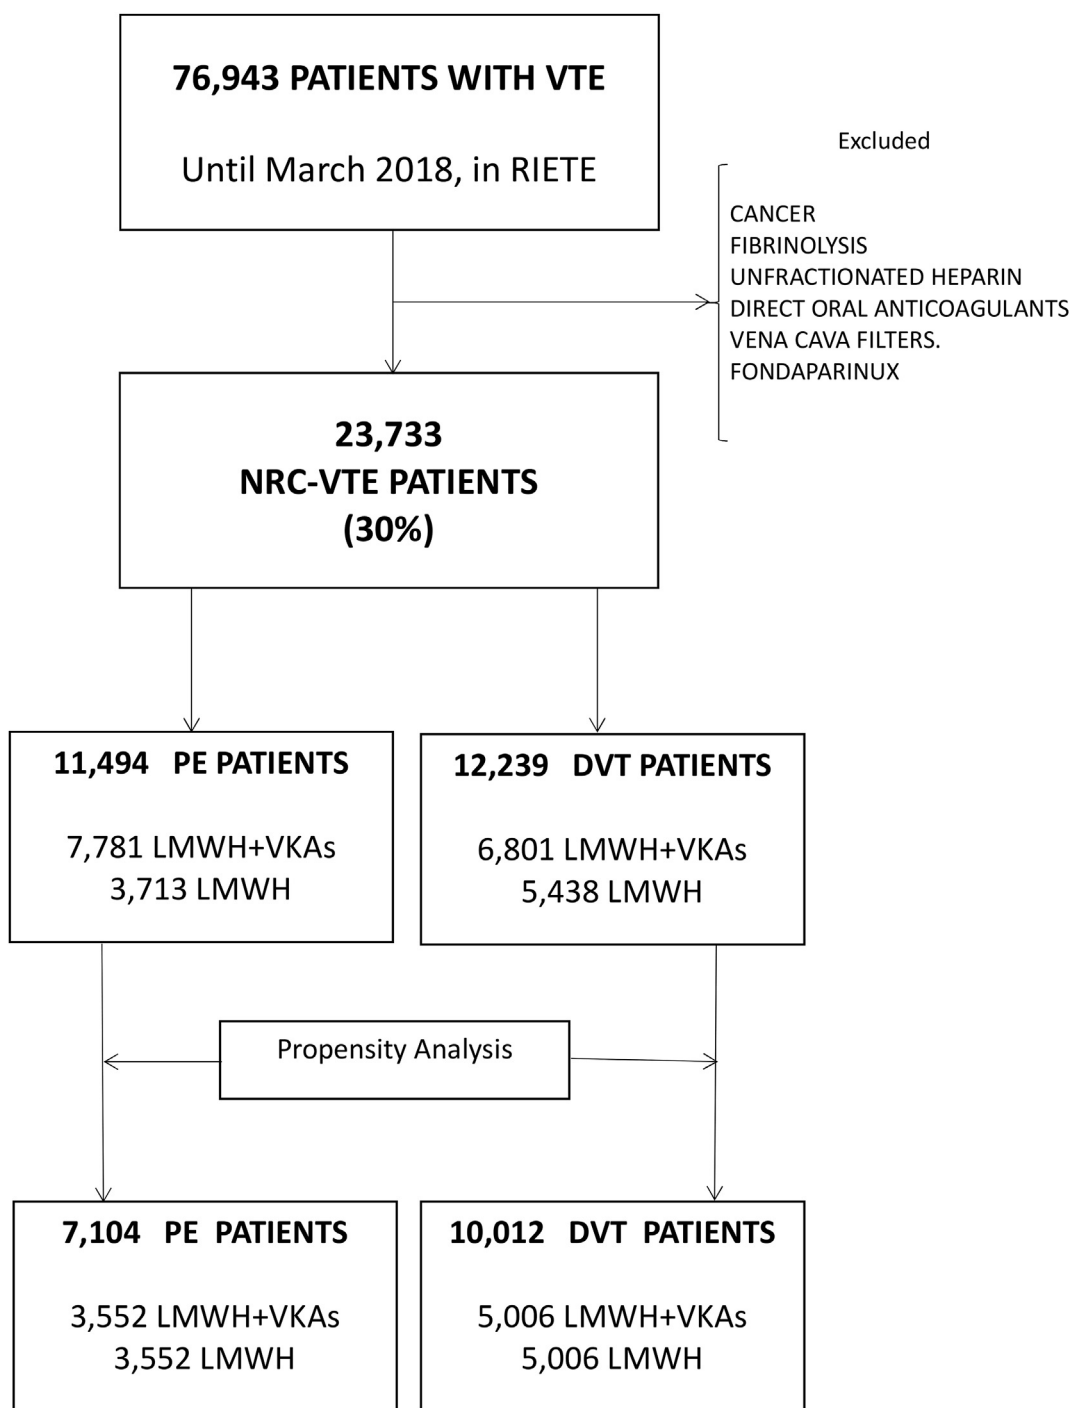 76,943 PATIENTS WITH VTE
Until March 2018, in RIETE
Excluded
CANCER
FIBRINOLYSIS
UNFRACTIONATED HEPARIN
DIRECT ORAL ANTICOAGULANTS
VENA CAVA FILTERS.
FONDAPARINUX
23,733
NRC-VTE PATIENTS
(30%)
11,494 PE PATIENTS
7,781 LMWH+VKAs
3,713 LMWH
12,239 DVT PATIENTS
6,801 LMWH+VKAs
5,438 LMWH
Propensity Analysis
7,104 PE PATIENTS
3,552 LMWH+VKAs
3,552 LMWH
10,012 DVT PATIENTS
5,006 LMWH+VKAs
5,006 LMWH